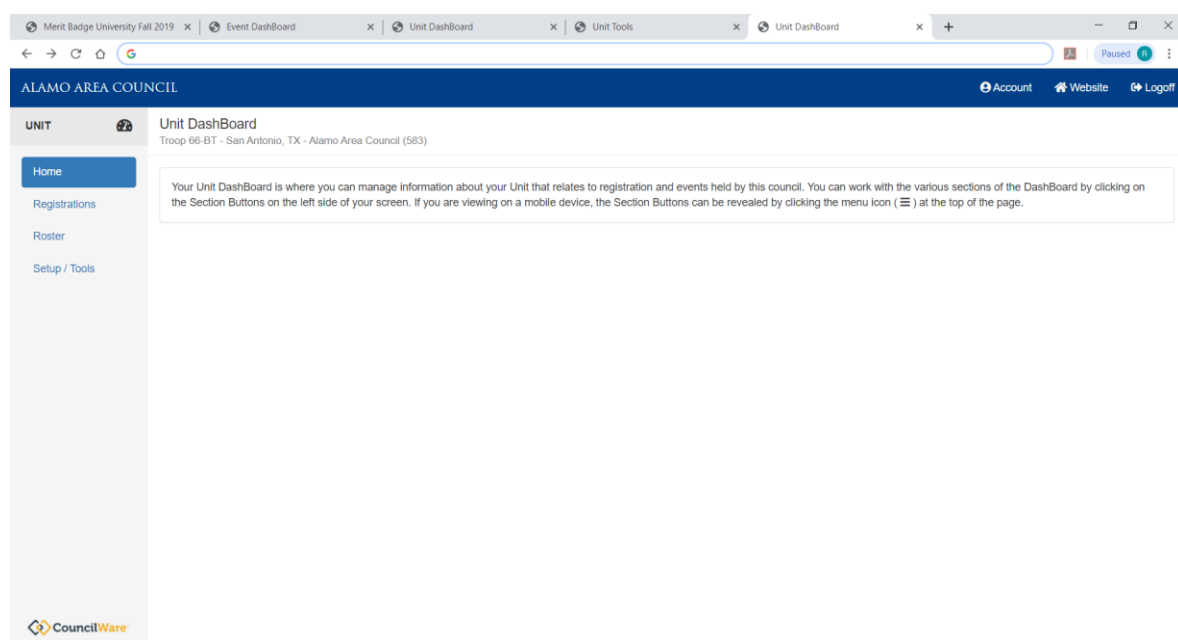 Merit Badge University Fall 2019
Event DashBoard
Unit DashBoard
Unit Tools
Unit DashBoard
Paused R
ALAMO AREA COUNCIL
Account
Website
Logoff
UNIT
Unit DashBoard
Troop 66-BT - San Antonio, TX - Alamo Area Council (583)
Home
Registrations
Roster
Setup / Tools
Your Unit DashBoard is where you can manage information about your Unit that relates to registration and events held by this council. You can work with the various sections of the DashBoard by clicking on
the Section Buttons on the left side of your screen. If you are viewing on a mobile device, the Section Buttons can be revealed by clicking the menu icon ( ☰ ) at the top of the page.
CouncilWare